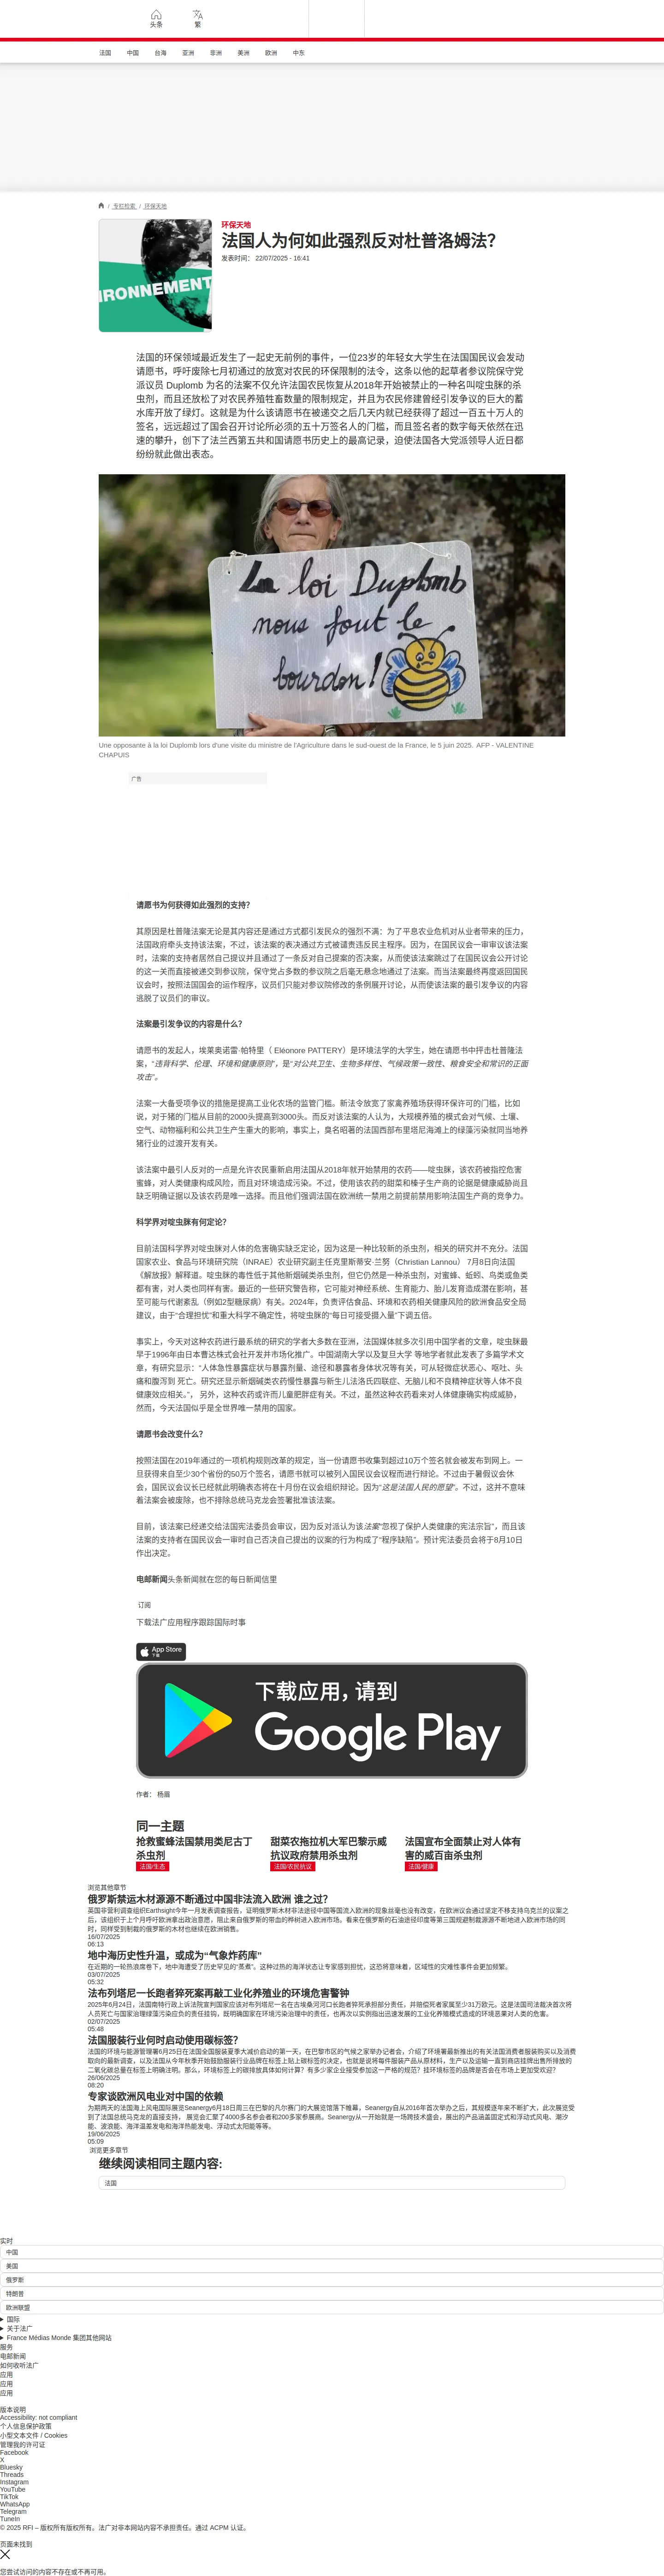 头条
繁
法国 中国 台海 亚洲 非洲 美洲 欧洲 中东
/ 专栏检索 / 环保天地
IRONNEMENT
环保天地
法国人为何如此强烈反对杜普洛姆法?
发表时间： 22/07/2025 - 16:41
法国的环保领域最近发生了一起史无前例的事件，一位23岁的年轻女大学生在法国国民议会发动
请愿书，呼吁废除七月初通过的放宽对农民的环保限制的法令，这条以他的起草者参议院保守党
派议员 Duplomb 为名的法案不仅允许法国农民恢复从2018年开始被禁止的一种名叫啶虫脒的杀
虫剂，而且还放松了对农民养殖牲畜数量的限制规定，并且为农民修建曾经引发争议的巨大的蓄
水库开放了绿灯。这就是为什么该请愿书在被递交之后几天内就已经获得了超过一百五十万人的
签名，远远超过了国会召开讨论所必须的五十万签名人的门槛，而且签名者的数字每天依然在迅
速的攀升，创下了法兰西第五共和国请愿书历史上的最高记录，迫使法国各大党派领导人近日都
纷纷就此做出表态。
La loi Duplomb
nous fout le
bourdon!
Une opposante à la loi Duplomb lors d'une visite du ministre de l'Agriculture dans le sud-ouest de la France, le 5 juin 2025. AFP - VALENTINE
CHAPUIS
广告
请愿书为何获得如此强烈的支持?
其原因是杜普隆法案无论是其内容还是通过方式都引发民众的强烈不满：为了平息农业危机对从业者带来的压力，
法国政府牵头支持该法案，不过，该法案的表决通过方式被谴责违反民主程序。因为，在国民议会一审审议该法案
时，法案的支持者居然自己提议并且通过了一条反对自己提案的否决案，从而使该法案跳过了在国民议会公开讨论
的这一关而直接被递交到参议院，保守党占多数的参议院之后毫无悬念地通过了法案。而当法案最终再度返回国民
议会时，按照法国国会的运作程序，议员们只能对参议院修改的条例展开讨论，从而使该法案的最引发争议的内容
逃脱了议员们的审议。
法案最引发争议的内容是什么?
请愿书的发起人，埃莱奥诺雷·帕特里（ Eléonore PATTERY）是环境法学的大学生，她在请愿书中抨击杜普隆法
案，“违背科学、伦理、环境和健康原则”，是“对公共卫生、生物多样性、气候政策一致性、粮食安全和常识的正面
攻击”。
法案一大备受项争议的措施是提高工业化农场的监管门槛。新法令放宽了家禽养殖场获得环保许可的门槛，比如
说，对于猪的门槛从目前的2000头提高到3000头。而反对该法案的人认为，大规模养殖的模式会对气候、土壤、
空气、动物福利和公共卫生产生重大的影响，事实上，臭名昭著的法国西部布里塔尼海滩上的绿藻污染就同当地养
猪行业的过渡开发有关。
该法案中最引人反对的一点是允许农民重新启用法国从2018年就开始禁用的农药——啶虫脒，该农药被指控危害
蜜蜂，对人类健康构成风险，而且对环境造成污染。不过，使用该农药的甜菜和榛子生产商的论据是健康威胁尚且
缺乏明确证据以及该农药是唯一选择。而且他们强调法国在欧洲统一禁用之前提前禁用影响法国生产商的竞争力。
科学界对啶虫脒有何定论?
目前法国科学界对啶虫脒对人体的危害确实缺乏定论，因为这是一种比较新的杀虫剂，相关的研究并不充分。法国
国家农业、食品与环境研究院（INRAE）农业研究副主任克里斯蒂安·兰努（Christian Lannou） 7月8日向法国
《解放报》解释道。啶虫脒的毒性低于其他新烟碱类杀虫剂，但它仍然是一种杀虫剂，对蜜蜂、蚯蚓、鸟类或鱼类
都有害，对人类也同样有害。最近的一些研究警告称，它可能对神经系统、生育能力、胎儿发育造成潜在影响，甚
至可能与代谢紊乱（例如2型糖尿病）有关。2024年，负责评估食品、环境和农药相关健康风险的欧洲食品安全局
建议，由于“合理担忧”和重大科学不确定性，将啶虫脒的“每日可接受摄入量”下调五倍。
事实上，今天对这种农药进行最系统的研究的学者大多数在亚洲，法国媒体就多次引用中国学者的文章，啶虫脒最
早于1996年由日本曹达株式会社开发并市场化推广。中国湖南大学以及复旦大学 等地学者就此发表了多篇学术文
章，有研究显示：“人体急性暴露症状与暴露剂量、途径和暴露者身体状况等有关，可从轻微症状恶心、呕吐、头
痛和腹泻到 死亡。研究还显示新烟碱类农药慢性暴露与新生儿法洛氏四联症、无脑儿和不良精神症状等人体不良
健康效应相关。”， 另外，这种农药或许而儿童肥胖症有关。不过，虽然这种农药看来对人体健康确实构成威胁，
然而，今天法国似乎是全世界唯一禁用的国家。
请愿书会改变什么?
按照法国在2019年通过的一项机构规则改革的规定，当一份请愿书收集到超过10万个签名就会被发布到网上。一
旦获得来自至少30个省份的50万个签名，请愿书就可以被列入国民议会议程而进行辩论。不过由于暑假议会休
会，国民议会议长已经就此明确表态将在十月份在议会组织辩论。因为“这是法国人民的愿望”。不过，这并不意味
着法案会被废除，也不排除总统马克龙会签署批准该法案。
目前，该法案已经递交给法国宪法委员会审议，因为反对派认为该法案“忽视了保护人类健康的宪法宗旨”，而且该
法案的支持者在国民议会一审时自己否决自己提出的议案的行为构成了“程序缺陷”。预计宪法委员会将于8月10日
作出决定。
电邮新闻头条新闻就在您的每日新闻信里
订阅
下载法广应用程序跟踪国际时事
App Store
下载
下载应用，请到
Google Play
作者： 杨眉
同一主题
抢救蜜蜂法国禁用类尼古丁
杀虫剂
法国/生态
甜菜农拖拉机大军巴黎示威
抗议政府禁用杀虫剂
法国/农民抗议
法国宣布全面禁止对人体有
害的威百亩杀虫剂
法国/健康
浏览其他章节
俄罗斯禁运木材源源不断通过中国非法流入欧洲 谁之过?
英国非营利调查组织Earthsight今年一月发表调查报告，证明俄罗斯木材非法途径中国等国流入欧洲的现象丝毫也没有改变，在欧洲议会通过坚定不移支持乌克兰的议案之
后，该组织于上个月呼吁欧洲拿出政治意愿，阻止来自俄罗斯的带血的桦树进入欧洲市场。看来在俄罗斯的石油途径印度等第三国规避制裁源源不断地进入欧洲市场的同
时，同样受到制裁的俄罗斯的木材也继续在欧洲销售。
16/07/2025
06:13
地中海历史性升温，或成为“气象炸药库”
在近期的一轮热浪席卷下，地中海遭受了历史罕见的“蒸煮”。这种过热的海洋状态让专家感到担忧，这恐将意味着，区域性的灾难性事件会更加频繁。
03/07/2025
05:32
法布列塔尼一长跑者猝死案再敲工业化养殖业的环境危害警钟
2025年6月24日，法国南特行政上诉法院宣判国家应该对布列塔尼一名在古埃桑河河口长跑者猝死承担部分责任，并赔偿死者家属至少31万欧元。这是法国司法裁决首次将
人员死亡与国家治理绿藻污染应负的责任挂钩，既明确国家在环境污染治理中的责任，也再次以实例指出迅速发展的工业化养殖模式造成的环境恶果对人类的危害。
02/07/2025
05:48
法国服装行业何时启动使用碳标签?
法国的环境与能源管理署6月25日在法国全国服装夏季大减价启动的第一天，在巴黎市区的气候之家举办记者会，介绍了环境署最新推出的有关法国消费者服装购买以及消费
取向的最新调查，以及法国从今年秋季开始鼓励服装行业品牌在标签上贴上碳标签的决定，也就是说将每件服装产品从原材料，生产以及运输一直到商店挂牌出售所排放的
二氧化碳总量在标签上明确注明。那么，环境标签上的碳排放具体如何计算？有多少家企业接受参加这一严格的规范？挂环境标签的品牌是否会在市场上更加受欢迎？
26/06/2025
08:20
专家谈欧洲风电业对中国的依赖
为期两天的法国海上风电国际展览Seanergy6月18日周三在巴黎的凡尔赛门的大展览馆落下帷幕，Seanergy自从2016年首次举办之后，其规模逐年来不断扩大，此次展览受
到了法国总统马克龙的直接支持， 展览会汇聚了4000多名参会者和200多家参展商。Seanergy从一开始就是一场跨技术盛会，展出的产品涵盖固定式和浮动式风电、潮汐
能、波浪能、海洋温差发电和海洋热能发电、浮动式太阳能等等。
19/06/2025
05:09
浏览更多章节
继续阅读相同主题内容:
法国
实时
中国
美国
俄罗斯
特朗普
欧洲联盟
国际
关于法广
France Médias Monde 集团其他网站
服务
电邮新闻
如何收听法广
应用
应用
应用
版本说明
Accessibility: not compliant
个人信息保护政策
小型文本文件 / Cookies
管理我的许可证
Facebook
X
Bluesky
Threads
Instagram
YouTube
TikTok
WhatsApp
Telegram
TuneIn
© 2025 RFI – 版权所有版权所有。法广对非本网站内容不承担责任。通过 ACPM 认证。
页面未找到
您尝试访问的内容不存在或不再可用。